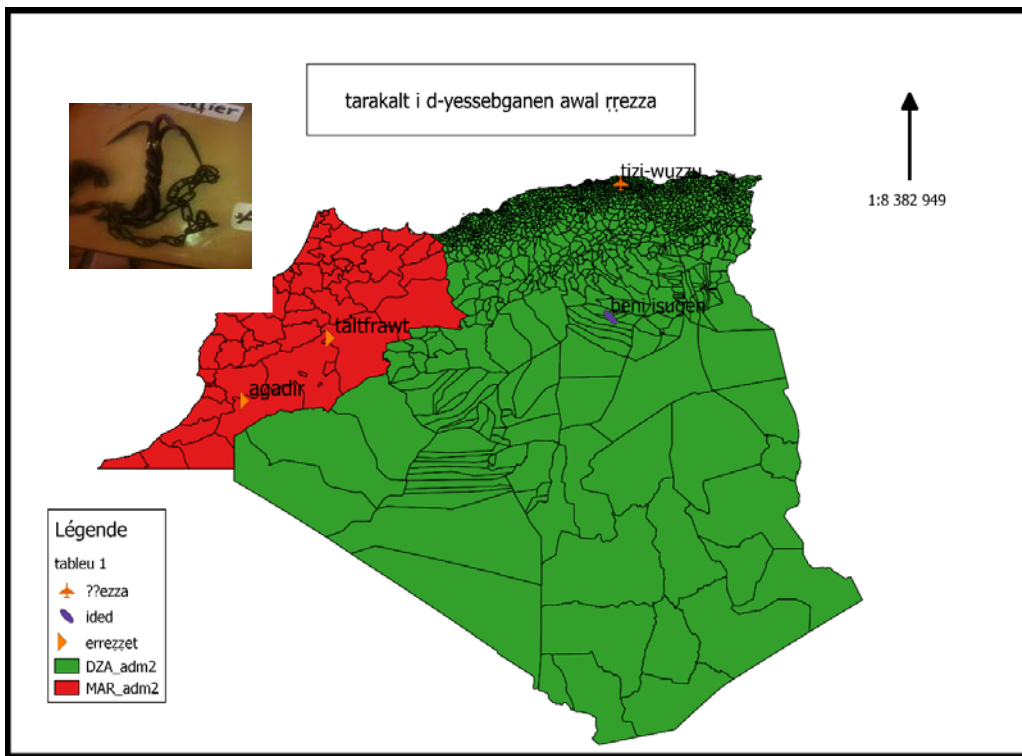 tarakalt i d-yessebganen awal ṛṛezza
1:8 382 949
tizi-wuzzu
beni isugen
taltfrawt
agadir
Légende
tableu 1
??ezza
ided
erreẓẓet
DZA_adm2
MAR_adm2